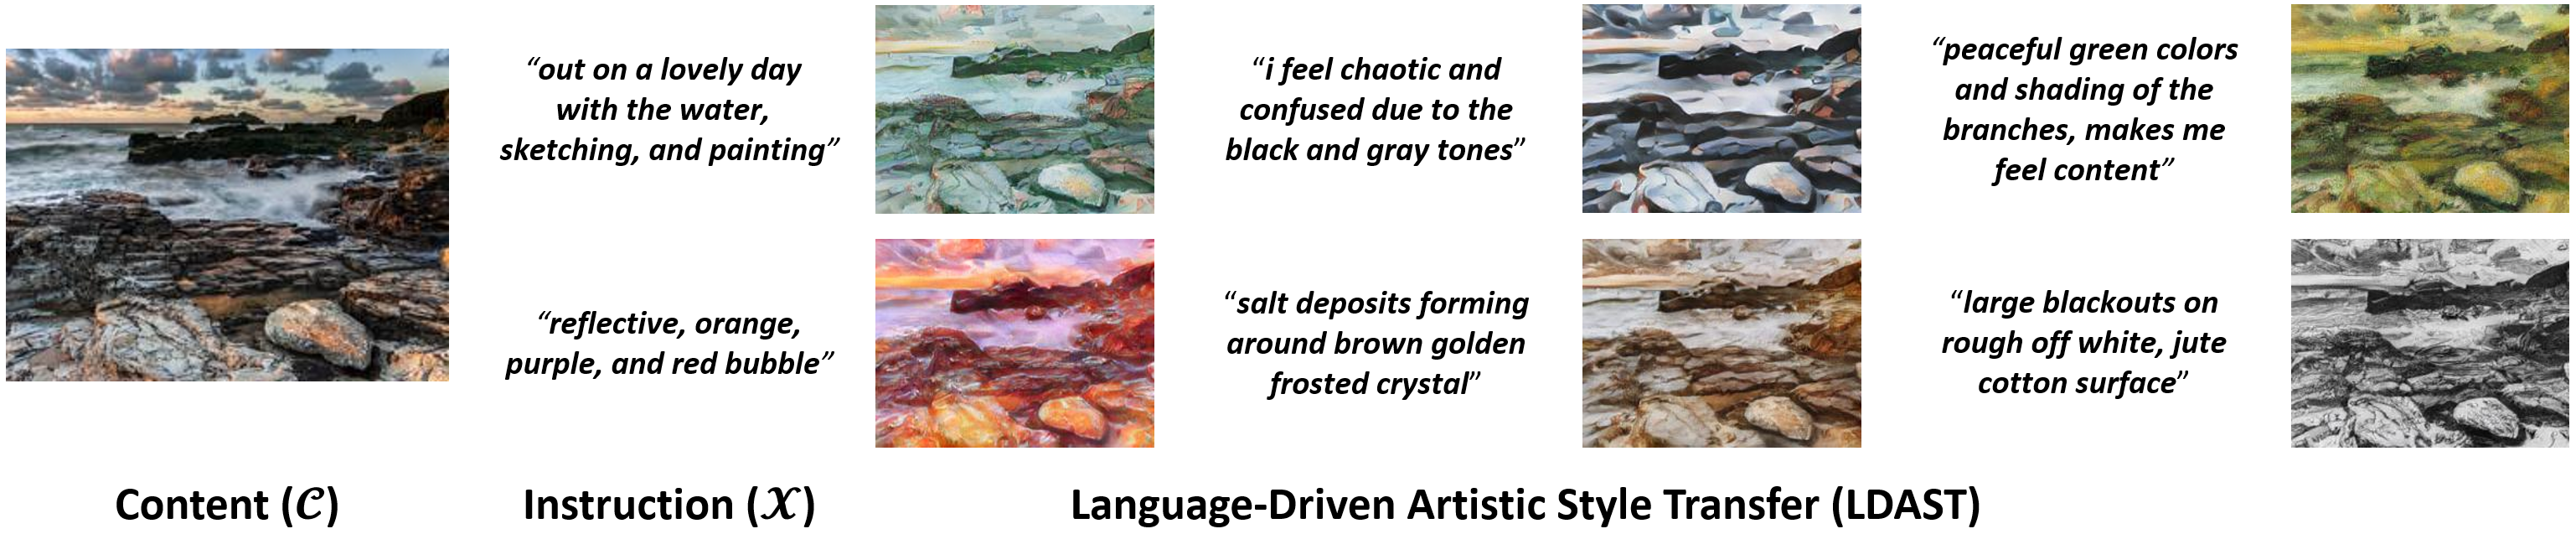 “out on a lovely day
with the water,
sketching, and painting”
“i feel chaotic and
confused due to the
black and gray tones”
“peaceful green colors
and shading of the
branches, makes me
feel content”
“reflective, orange,
purple, and red bubble”
“salt deposits forming
around brown golden
frosted crystal”
“large blackouts on
rough off white, jute
cotton surface”
Content (𝓒)
Instruction (𝓧)
Language-Driven Artistic Style Transfer (LDAST)